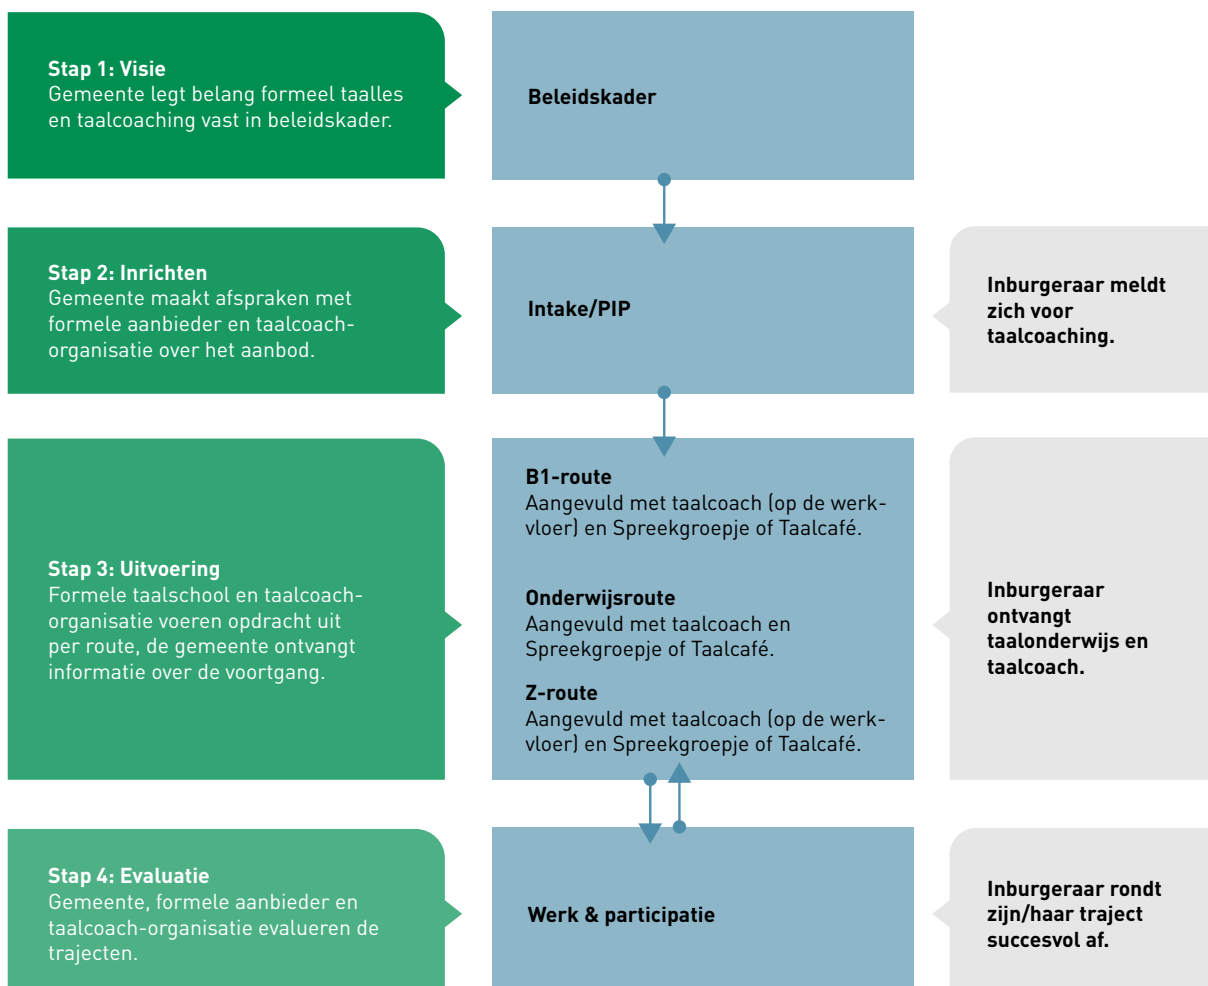 Stap 1: Visie
Gemeente legt belang formeel taalles
en taalcoaching vast in beleidskader.
Beleidskader
Stap 2: Inrichten
Gemeente maakt afspraken met
formele aanbieder en taalcoach-
organisatie over het aanbod.
Intake/PIP
Inburgeraar meldt
zich voor
taalcoaching.
Stap 3: Uitvoering
Formele taalschool en taalcoach-
organisatie voeren opdracht uit
per route, de gemeente ontvangt
informatie over de voortgang.
B1-route
Aangevuld met taalcoach (op de werk-
vloer) en Spreekgroepje of Taalcafé.
Onderwijsroute
Aangevuld met taalcoach en
Spreekgroepje of Taalcafé.
Z-route
Aangevuld met taalcoach (op de werk-
vloer) en Spreekgroepje of Taalcafé.
Inburgeraar
ontvangt
taalonderwijs en
taalcoach.
Stap 4: Evaluatie
Gemeente, formele aanbieder en
taalcoach-organisatie evalueren de
trajecten.
Werk & participatie
Inburgeraar rondt
zijn/haar traject
succesvol af.